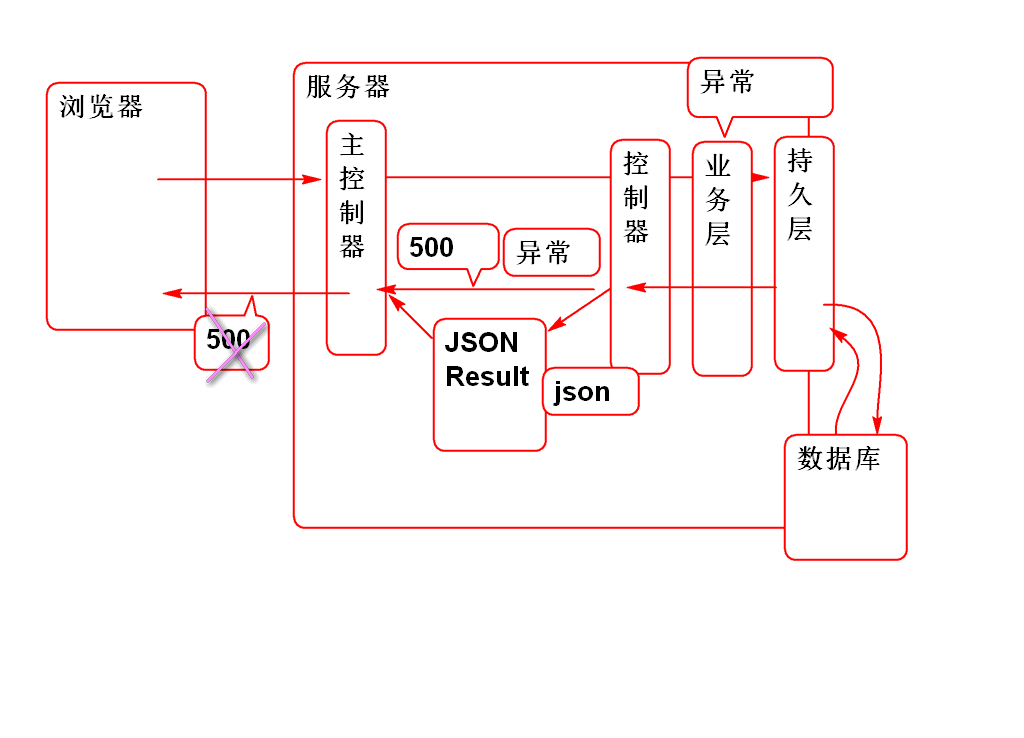 浏览器
服务器
异常
主
控
制
器
控
制
器
业
务
层
持
久
层
500
异常
500
JSON
Result
json
数据库